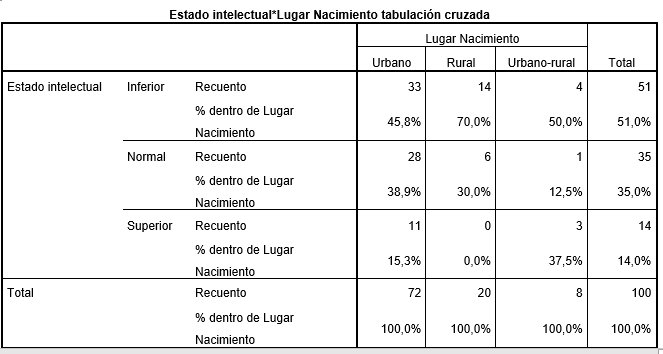 Estado intelectual*Lugar Nacimiento tabulación cruzada
Lugar Nacimiento
Urbano Rural Urbano-rural Total
Estado intelectual Inferior Recuento 33 14 4 51
% dentro de Lugar
Nacimiento 45,8% 70,0% 50,0% 51,0%
Normal Recuento 28 6 1 35
% dentro de Lugar
Nacimiento 38,9% 30,0% 12,5% 35,0%
Superior Recuento 11 0 3 14
% dentro de Lugar
Nacimiento 15,3% 0,0% 37,5% 14,0%
Total Recuento 72 20 8 100
% dentro de Lugar
Nacimiento 100,0% 100,0% 100,0% 100,0%